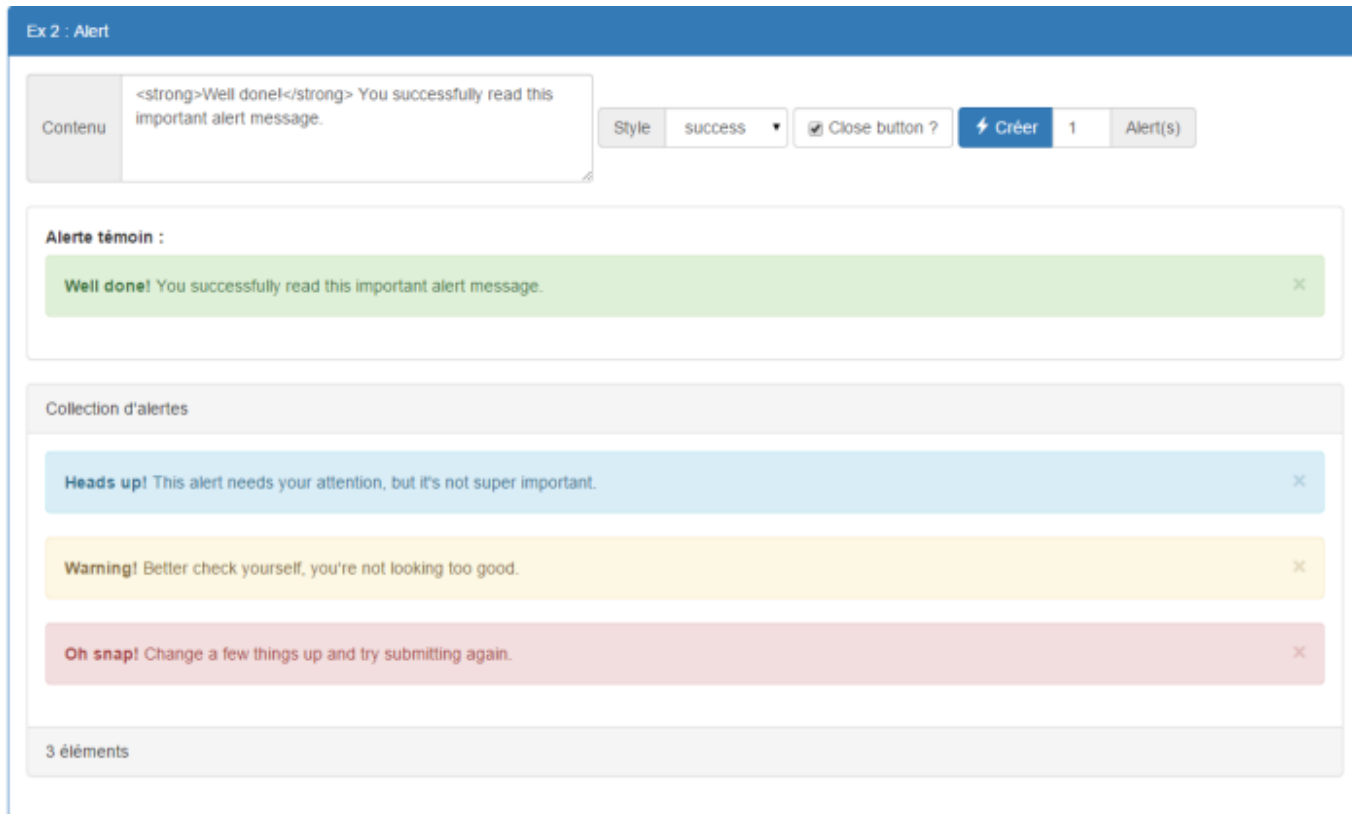 Ex 2 : Alert
Contenu
<strong>Well done!</strong> You successfully read this
important alert message.
Style success Close button ? Créer 1 Alert(s)
Alerte témoin :
Well done! You successfully read this important alert message. ×
Collection d'alertes
Heads up! This alert needs your attention, but it's not super important. ×
Warning! Better check yourself, you're not looking too good. ×
Oh snap! Change a few things up and try submitting again. ×
3 éléments